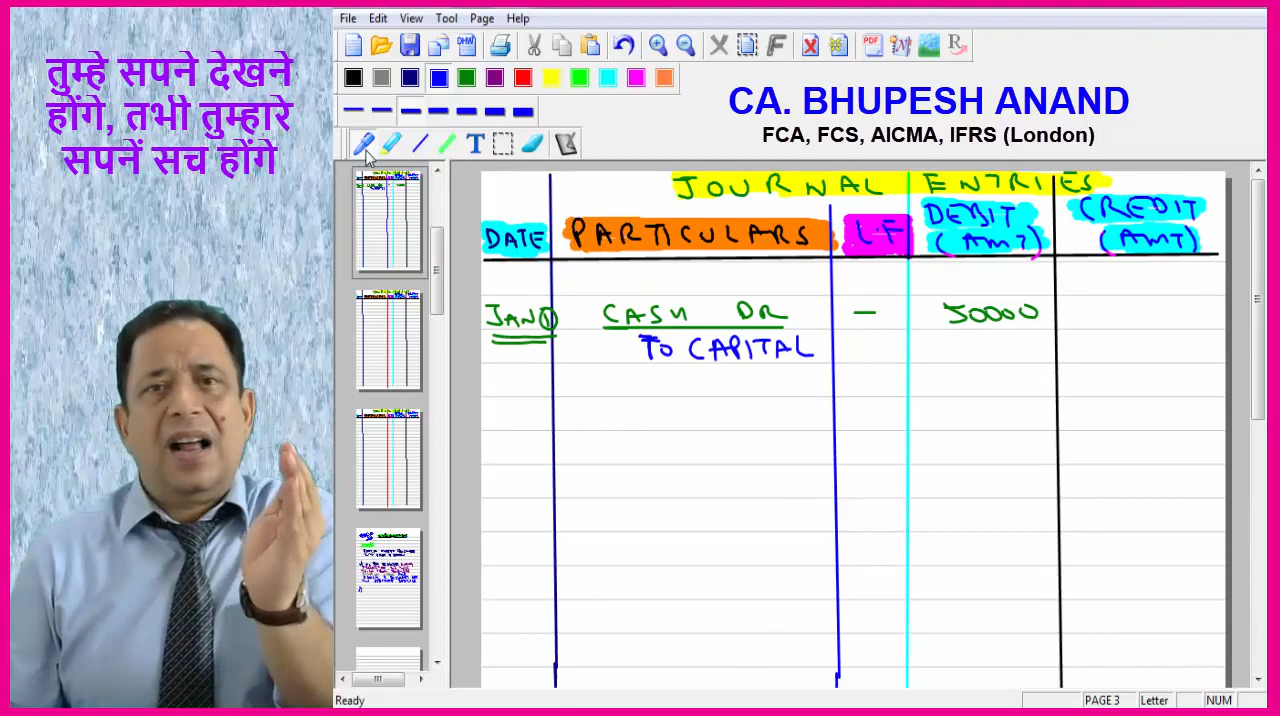 तुम्हे सपने देखने
होंगे, तभी तुम्हारे
सपनें सच होंगे
File Edit View Tool Page Help
CA. BHUPESH ANAND
FCA, FCS, AICMA, IFRS (London)
JOURNAL ENTRIES
DATE PARTICULARS L.F DEBIT (AMT) CREDIT (AMT)
JAN 1 CASH DR — 50000
TO CAPITAL
Ready PAGE 3 Letter NUM